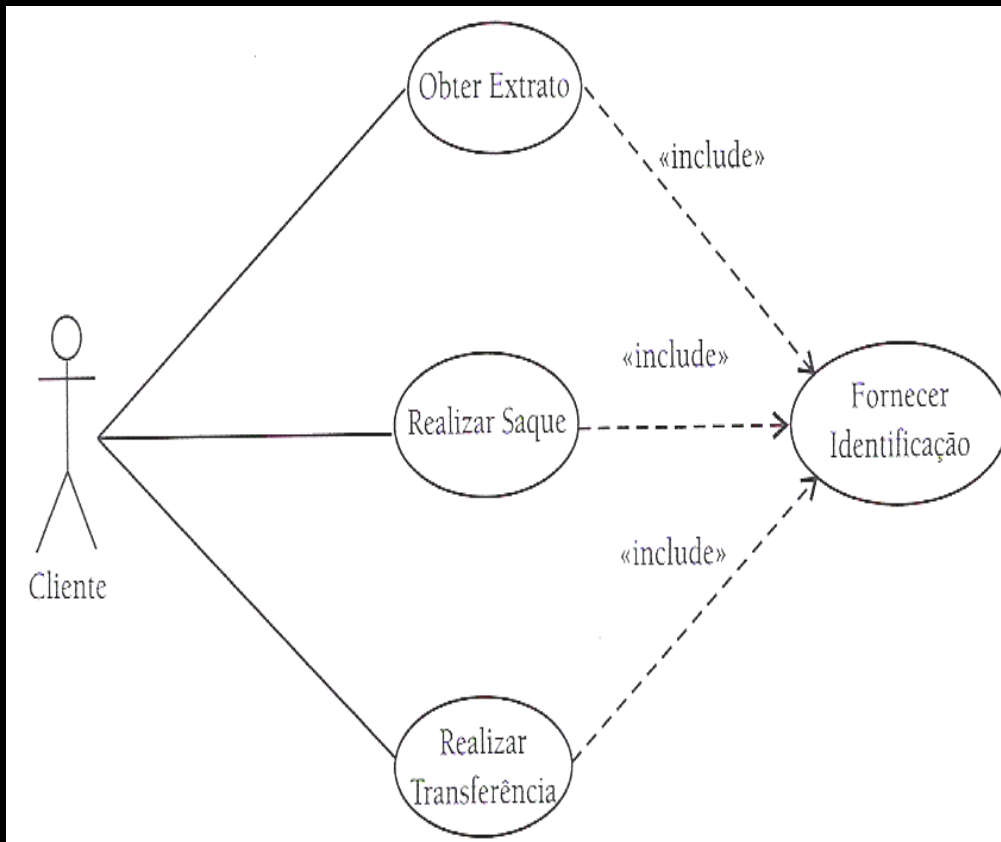 Obter Extrato
«include»
«include»
Realizar Saque
Fornecer
Identificação
«include»
Cliente
Realizar
Transferência